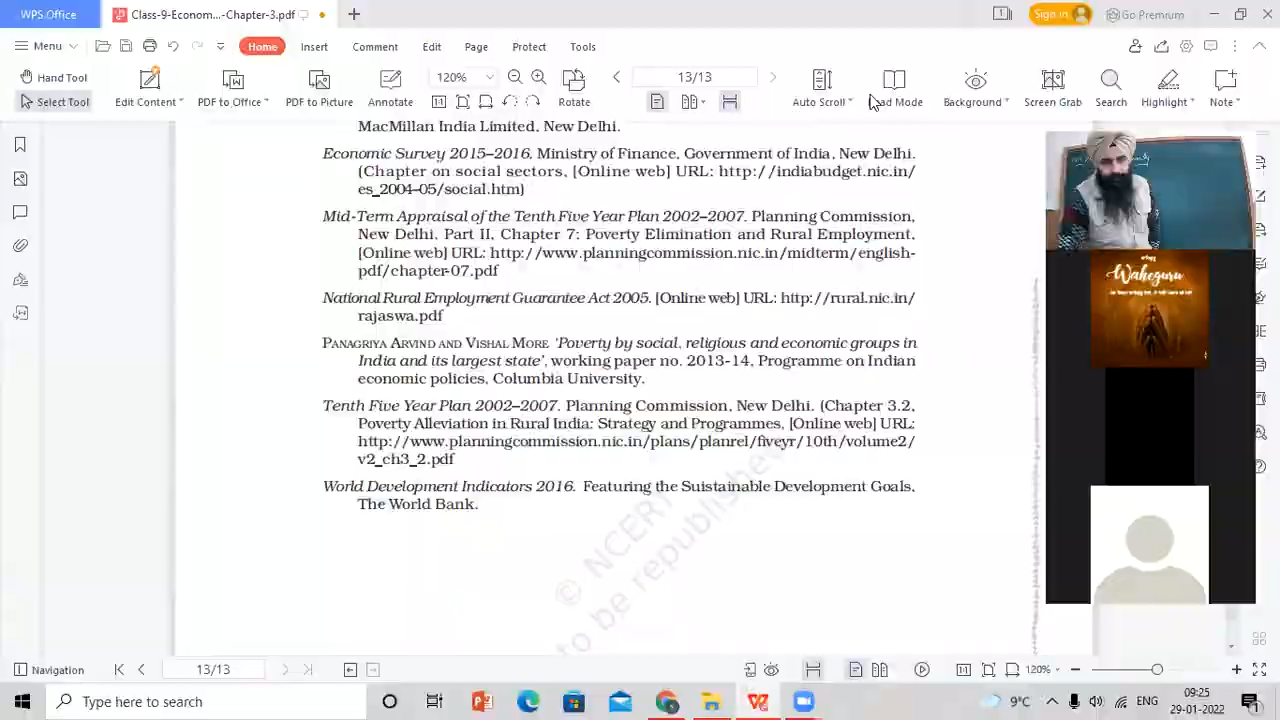 WPS Office
Class-9-Econom...-Chapter-3.pdf
Sign in
Go Premium
Menu
Home
Insert
Comment
Edit
Page
Protect
Tools
Hand Tool
Select Tool
Edit Content
PDF to Office
PDF to Picture
Annotate
120%
Rotate
13/13
Auto Scroll
ad Mode
Background
Screen Grab
Search
Highlight
Note
MacMillan India Limited, New Delhi.
Economic Survey 2015–2016. Ministry of Finance, Government of India, New Delhi.
(Chapter on social sectors, [Online web] URL: http://indiabudget.nic.in/
es_2004–05/social.htm)
Mid-Term Appraisal of the Tenth Five Year Plan 2002–2007. Planning Commission,
New Delhi, Part II, Chapter 7: Poverty Elimination and Rural Employment,
[Online web] URL: http://www.planningcommission.nic.in/midterm/english-
pdf/chapter-07.pdf
National Rural Employment Guarantee Act 2005. [Online web] URL: http://rural.nic.in/
rajaswa.pdf
Panagriya Arvind and Vishal More 'Poverty by social, religious and economic groups in
India and its largest state', working paper no. 2013-14, Programme on Indian
economic policies, Columbia University.
Tenth Five Year Plan 2002–2007. Planning Commission, New Delhi. (Chapter 3.2,
Poverty Alleviation in Rural India: Strategy and Programmes, [Online web] URL:
http://www.planningcommission.nic.in/plans/planrel/fiveyr/10th/volume2/
v2_ch3_2.pdf
World Development Indicators 2016. Featuring the Suistainable Development Goals,
The World Bank.
© NCERT
to be republished
Waheguru
Navigation
13/13
120%
Type here to search
9°C
ENG
09:25
29-01-2022